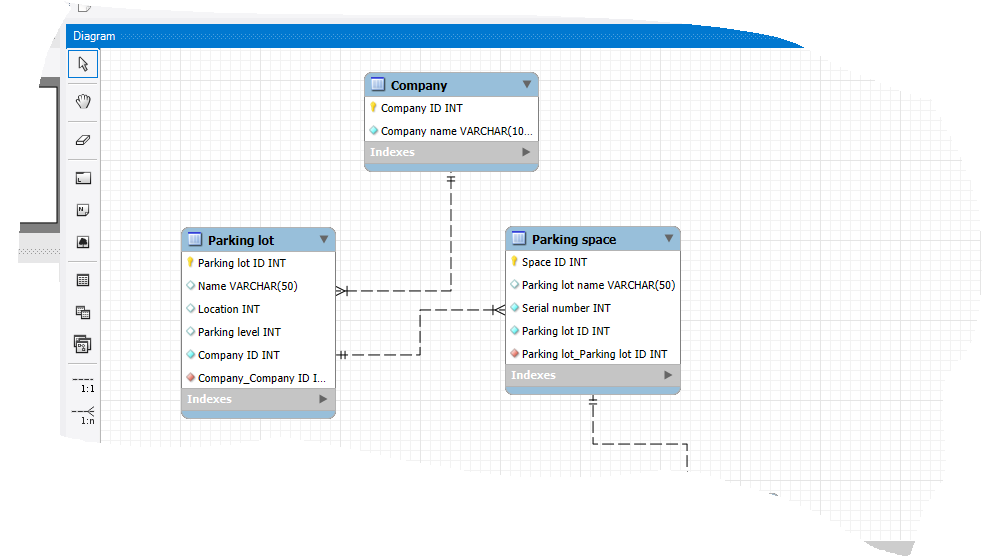 Diagram
Company
Company ID INT
Company name VARCHAR(10...
Indexes
Parking lot
Parking lot ID INT
Name VARCHAR(50)
Location INT
Parking level INT
Company ID INT
Company_Company ID I...
Indexes
Parking space
Space ID INT
Parking lot name VARCHAR(50)
Serial number INT
Parking lot ID INT
Parking lot_Parking lot ID INT
Indexes
1:1
1:n